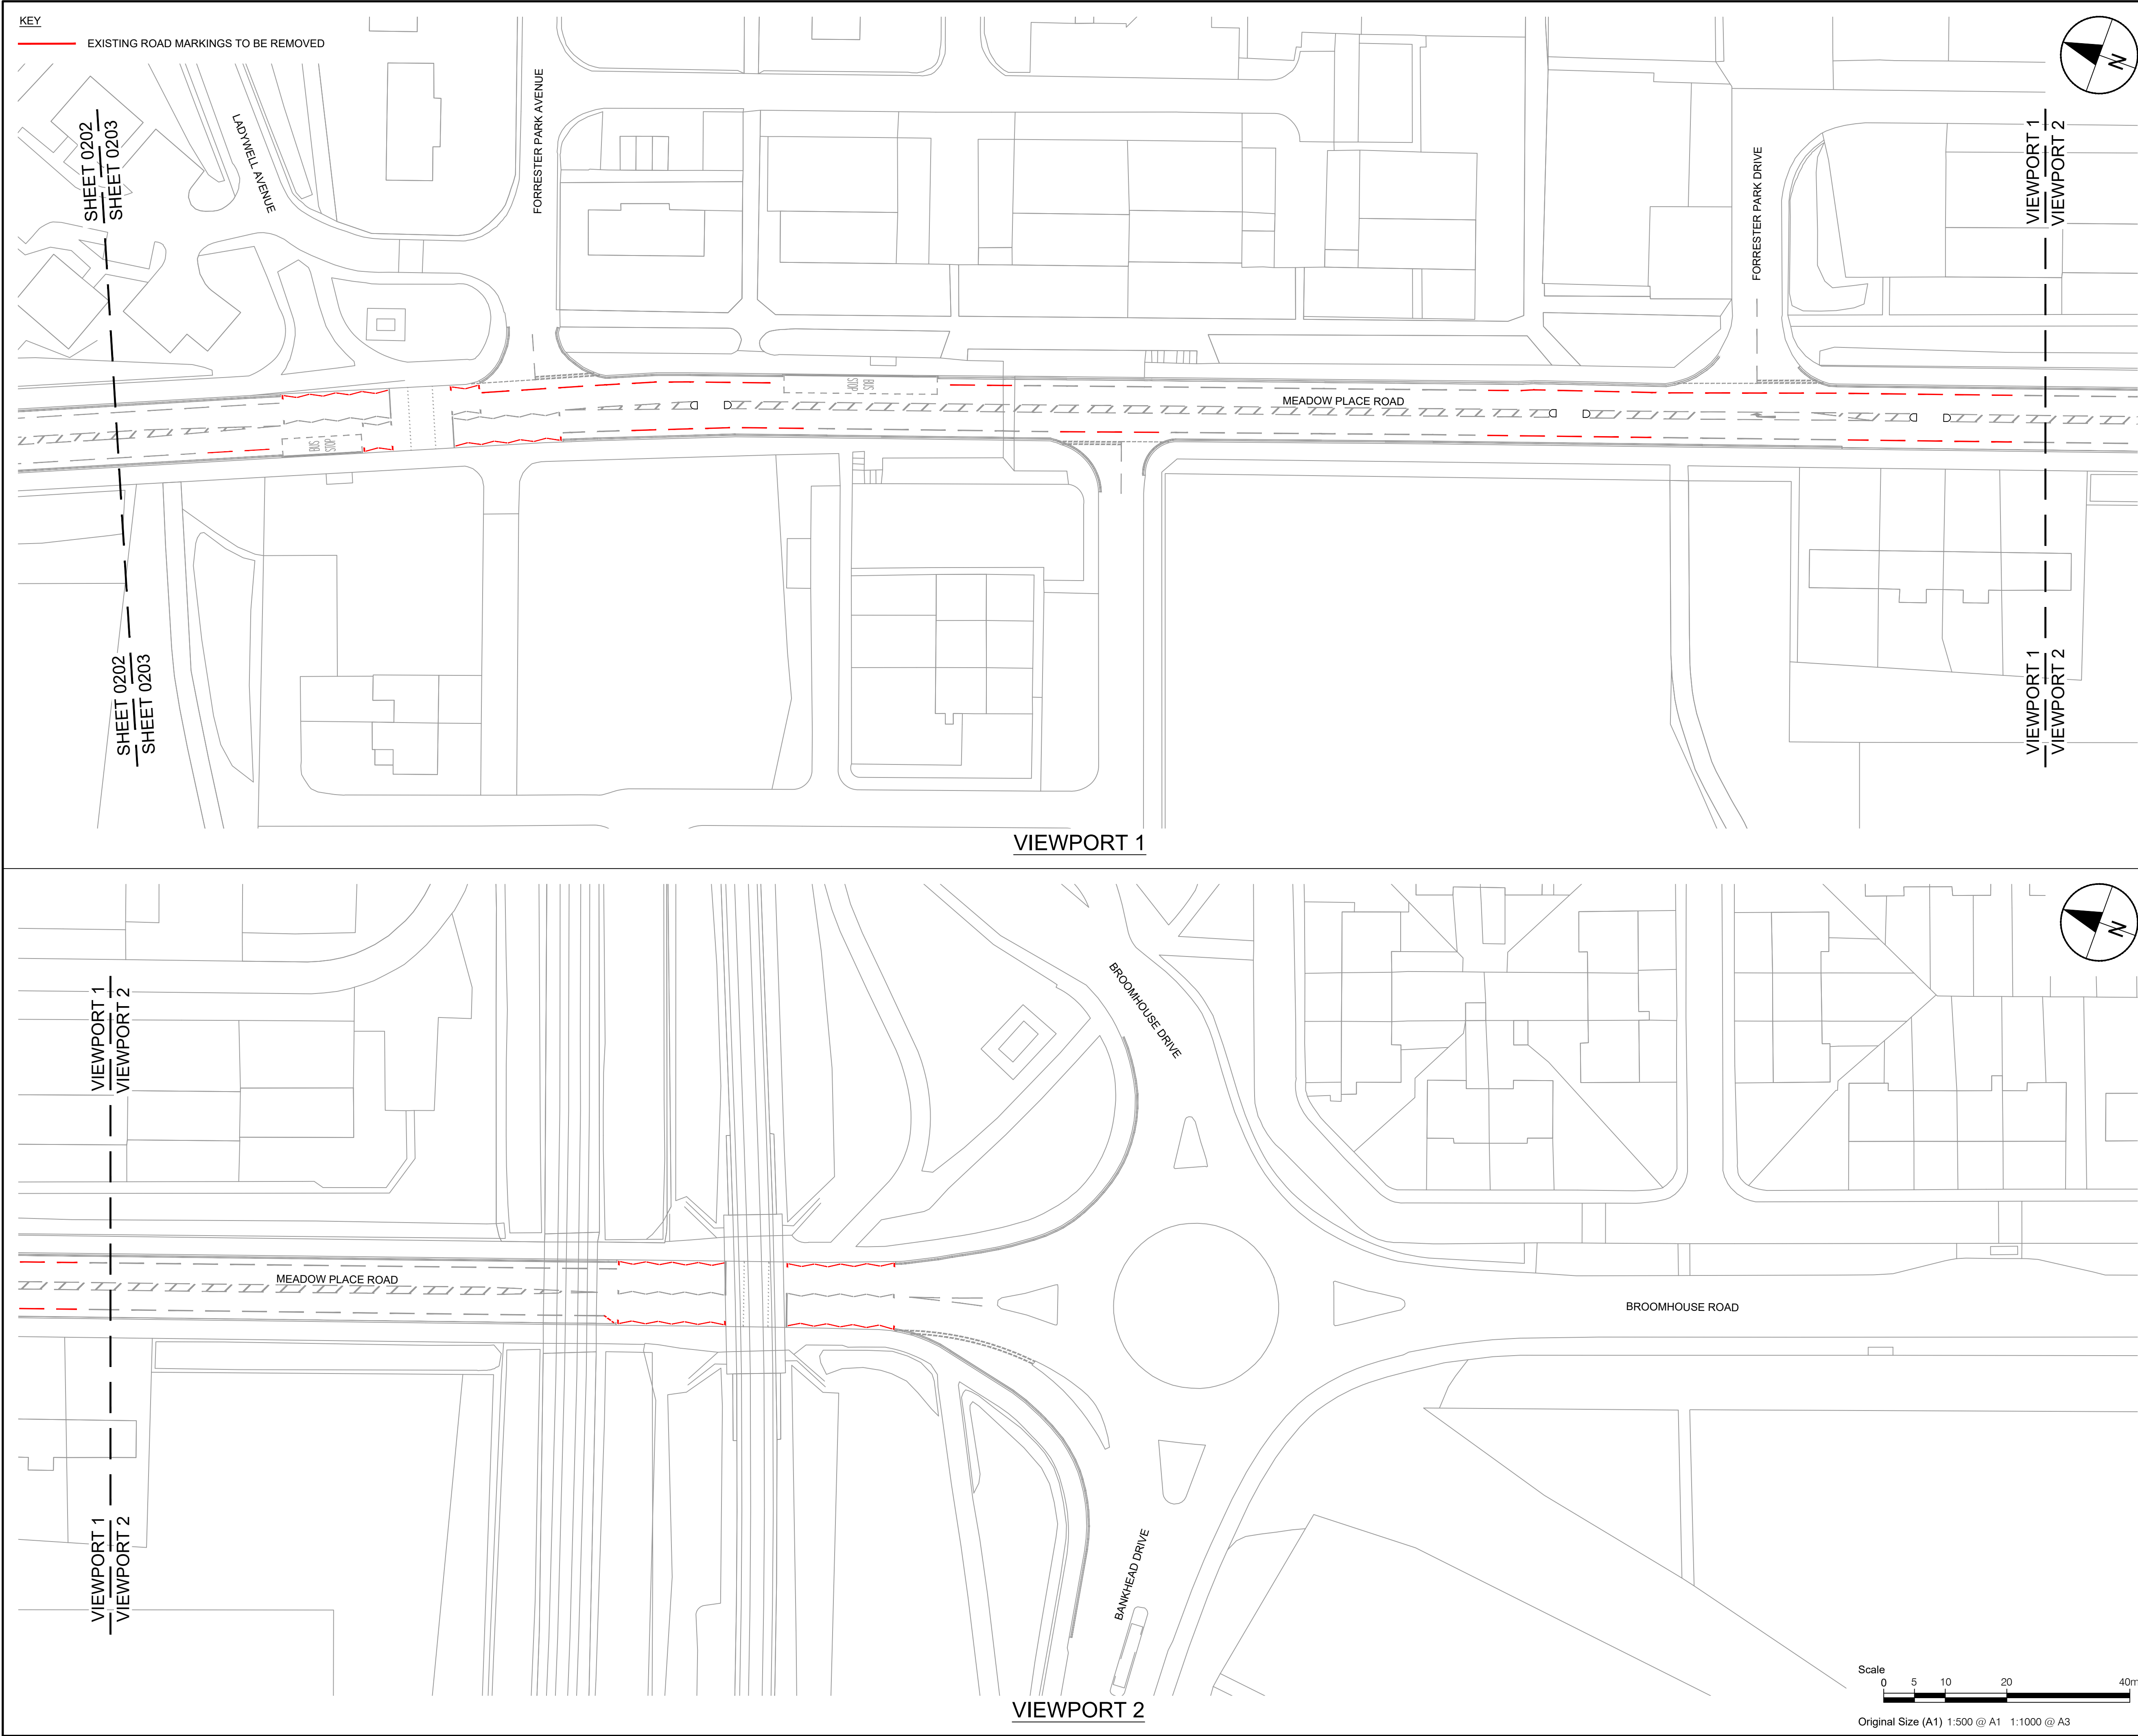 KEY
EXISTING ROAD MARKINGS TO BE REMOVED
N
SHEET 0202
SHEET 0203
LADYWELL AVENUE
FORRESTER PARK AVENUE
FORRESTER PARK DRIVE
VIEWPORT 1
VIEWPORT 2
BUS
STOP
MEADOW PLACE ROAD
BUS
STOP
SHEET 0202
SHEET 0203
VIEWPORT 1
VIEWPORT 2
VIEWPORT 1
N
VIEWPORT 1
VIEWPORT 2
BROOMHOUSE DRIVE
MEADOW PLACE ROAD
BROOMHOUSE ROAD
VIEWPORT 1
VIEWPORT 2
BANKHEAD DRIVE
VIEWPORT 2
Scale
0 5 10 20 40m
Original Size (A1) 1:500 @ A1 1:1000 @ A3